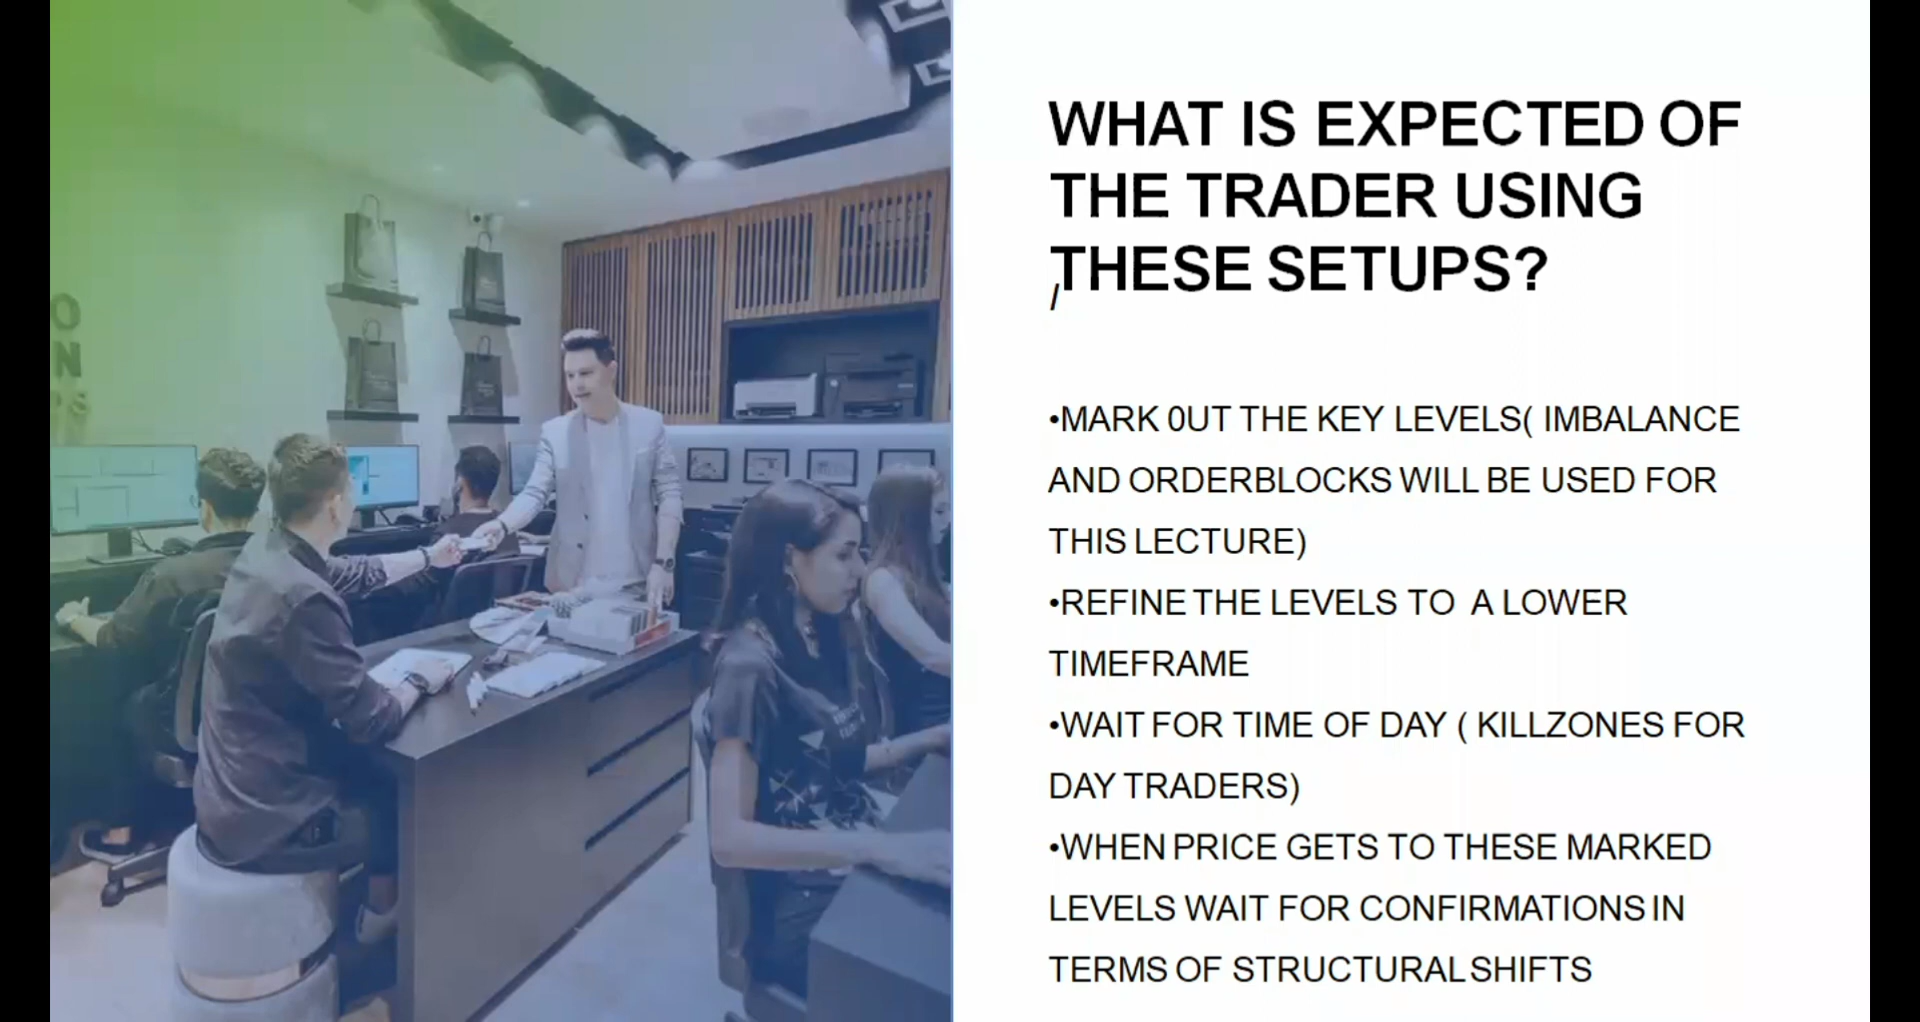 WHAT IS EXPECTED OF
THE TRADER USING
THESE SETUPS?
/
•MARK 0UT THE KEY LEVELS( IMBALANCE
AND ORDERBLOCKS WILL BE USED FOR
THIS LECTURE)
•REFINE THE LEVELS TO A LOWER
TIMEFRAME
•WAIT FOR TIME OF DAY ( KILLZONES FOR
DAY TRADERS)
•WHEN PRICE GETS TO THESE MARKED
LEVELS WAIT FOR CONFIRMATIONS IN
TERMS OF STRUCTURAL SHIFTS